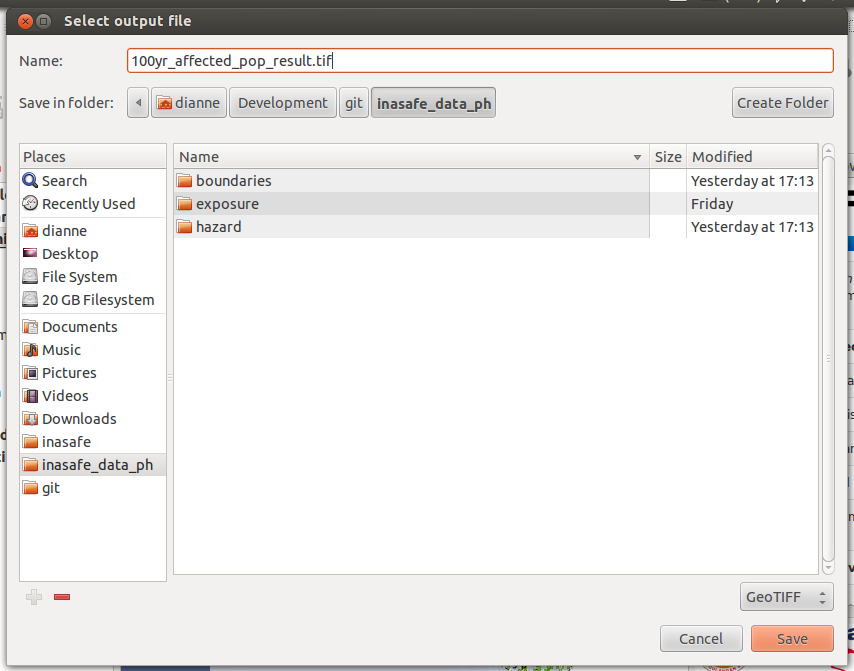 Select output file
Name: 100yr_affected_pop_result.tif
Save in folder: dianne Development git inasafe_data_ph Create Folder
Places
Search
Recently Used
dianne
Desktop
File System
20 GB Filesystem
Documents
Music
Pictures
Videos
Downloads
inasafe
inasafe_data_ph
git
Name Size Modified
boundaries Yesterday at 17:13
exposure Friday
hazard Yesterday at 17:13
GeoTIFF
Cancel Save